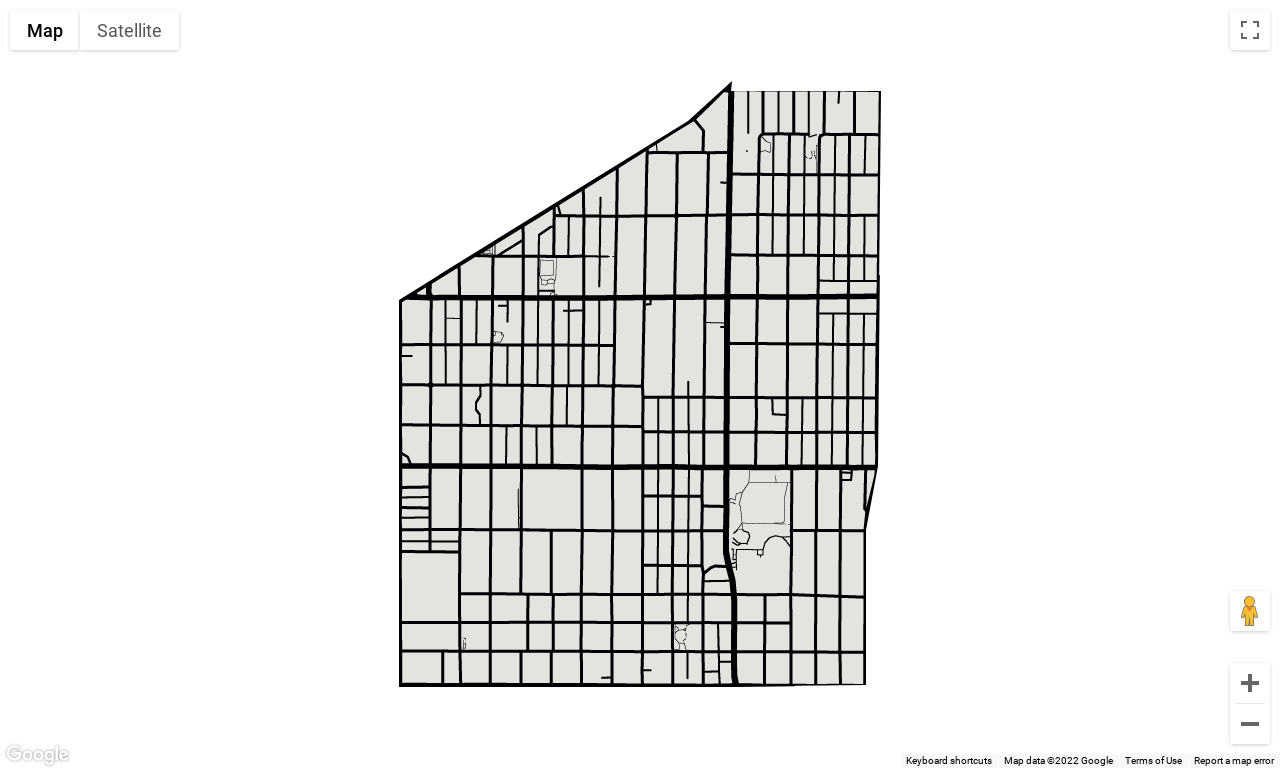 Map Satellite
Google
Keyboard shortcuts Map data ©2022 Google Terms of Use Report a map error